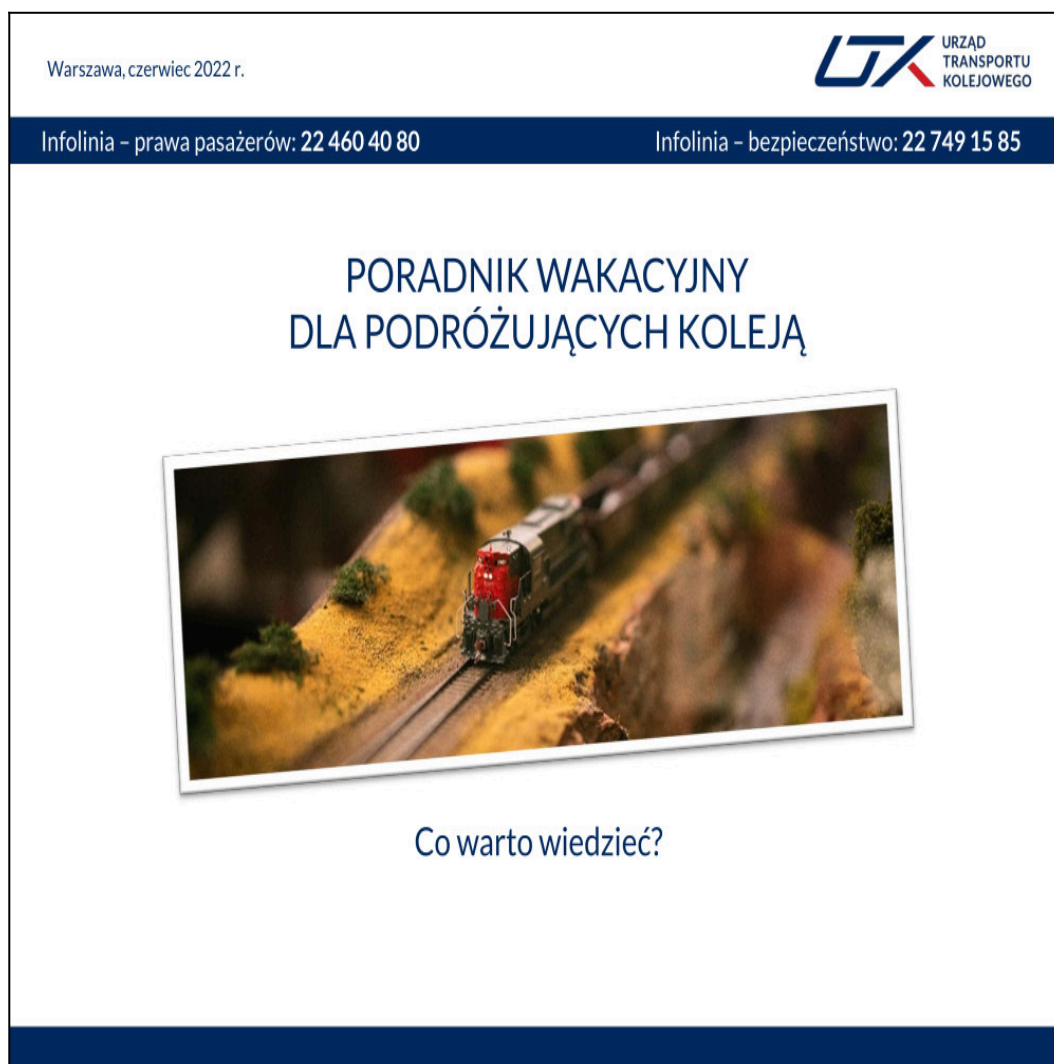 Warszawa, czerwiec 2022 r.
UTK
URZĄD
TRANSPORTU
KOLEJOWEGO
Infolinia – prawa pasażerów: 22 460 40 80
Infolinia – bezpieczeństwo: 22 749 15 85
PORADNIK WAKACYJNY
DLA PODRÓŻUJĄCYCH KOLEJĄ
Co warto wiedzieć?